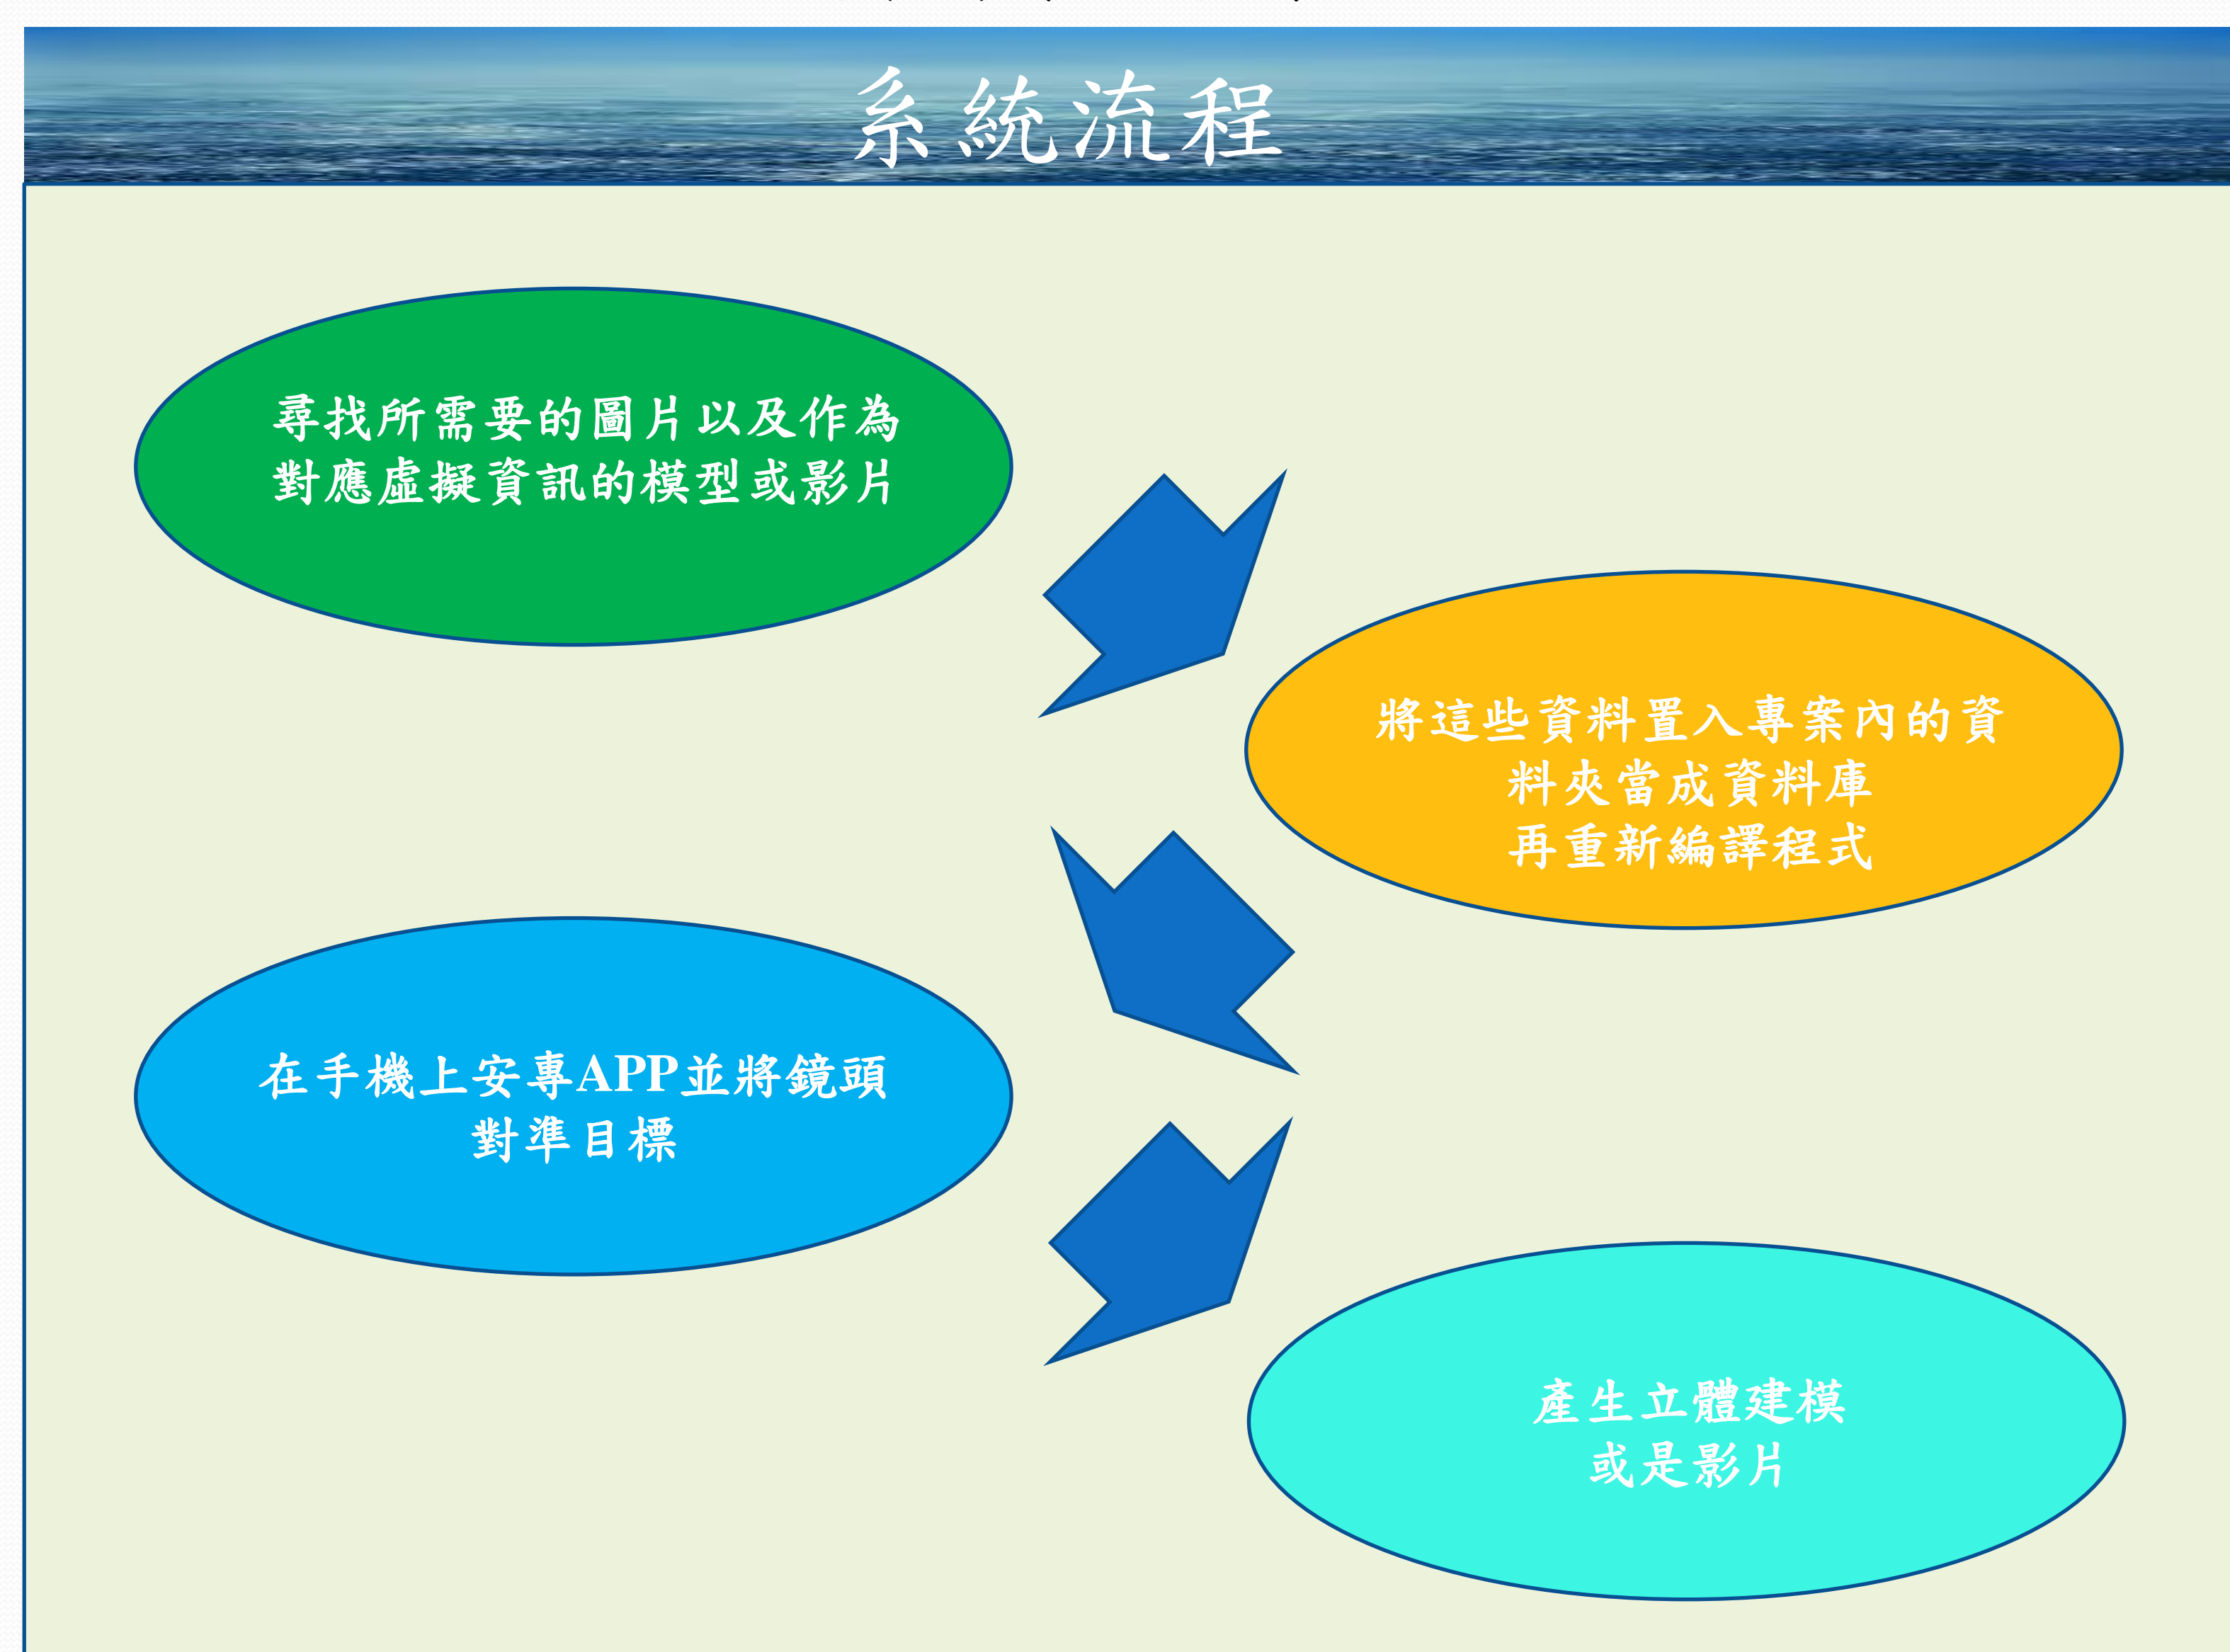 系統流程
尋找所需要的圖片以及作為
對應虛擬資訊的模型或影片
將這些資料置入專案內的資
料夾當成資料庫
再重新編譯程式
在手機上安專APP並將鏡頭
對準目標
產生立體建模
或是影片